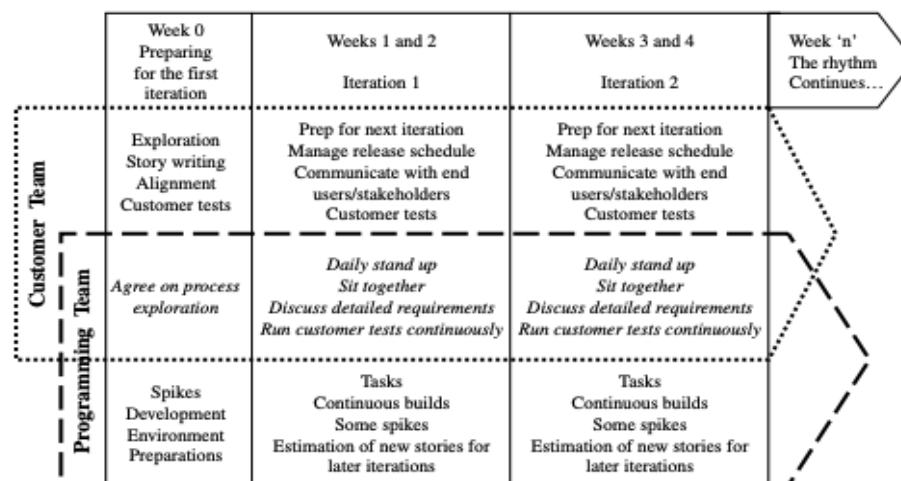 Week 0
Preparing
for the first
iteration
Weeks 1 and 2
Iteration 1
Weeks 3 and 4
Iteration 2
Week ‘n’
The rhythm
Continues…
Customer Team
Exploration
Story writing
Alignment
Customer tests
Prep for next iteration
Manage release schedule
Communicate with end
users/stakeholders
Customer tests
Prep for next iteration
Manage release schedule
Communicate with end
users/stakeholders
Customer tests
Programming Team
Agree on process
exploration
Daily stand up
Sit together
Discuss detailed requirements
Run customer tests continuously
Daily stand up
Sit together
Discuss detailed requirements
Run customer tests continuously
Spikes
Development
Environment
Preparations
Tasks
Continuous builds
Some spikes
Estimation of new stories for
later iterations
Tasks
Continuous builds
Some spikes
Estimation of new stories for
later iterations